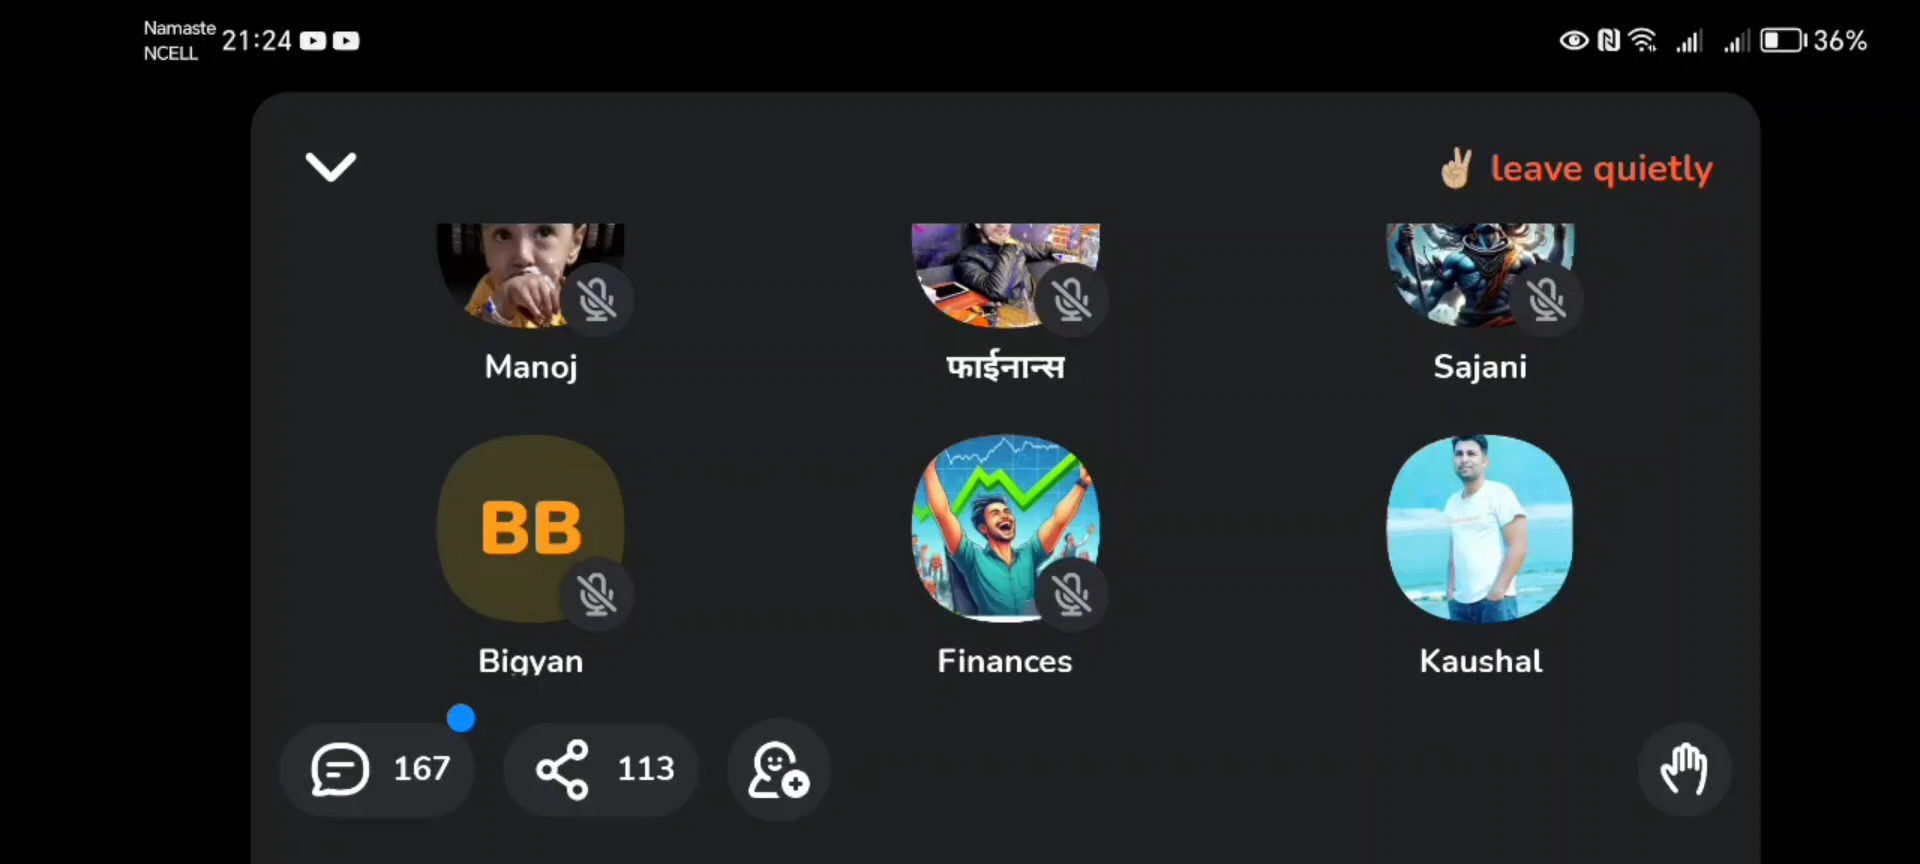 Namaste
NCELL
21:24
36%
✌🏼 leave quietly
Manoj
फाईनान्स
Sajani
BB
Bigyan
Finances
Kaushal
167
113